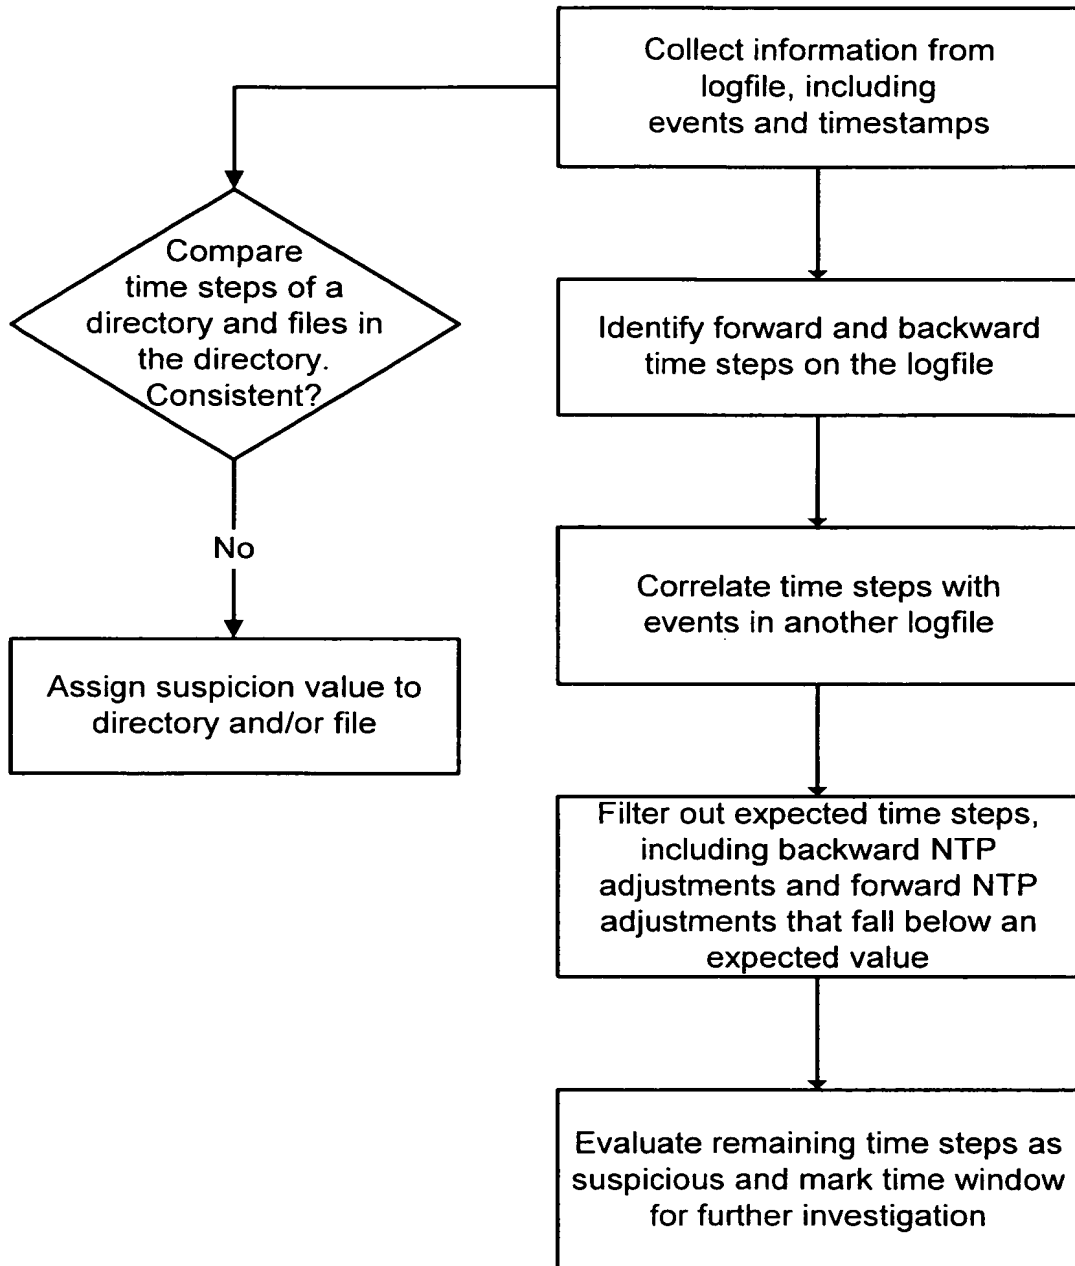 Collect information from
logfile, including
events and timestamps
Compare
time steps of a
directory and files in
the directory.
Consistent?
No
Assign suspicion value to
directory and/or file
Identify forward and backward
time steps on the logfile
Correlate time steps with
events in another logfile
Filter out expected time steps,
including backward NTP
adjustments and forward NTP
adjustments that fall below an
expected value
Evaluate remaining time steps as
suspicious and mark time window
for further investigation